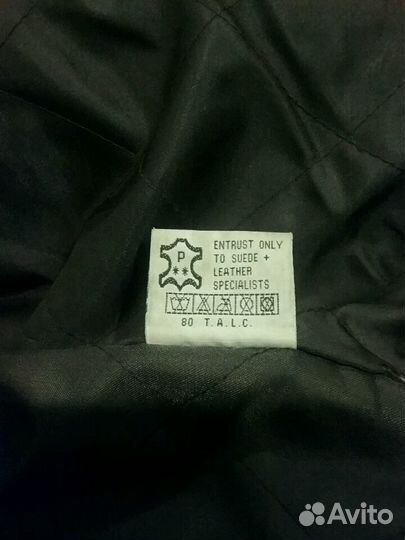 P
**
ENTRUST ONLY
TO SUEDE +
LEATHER
SPECIALISTS
80 T.A.L.C.
Avito